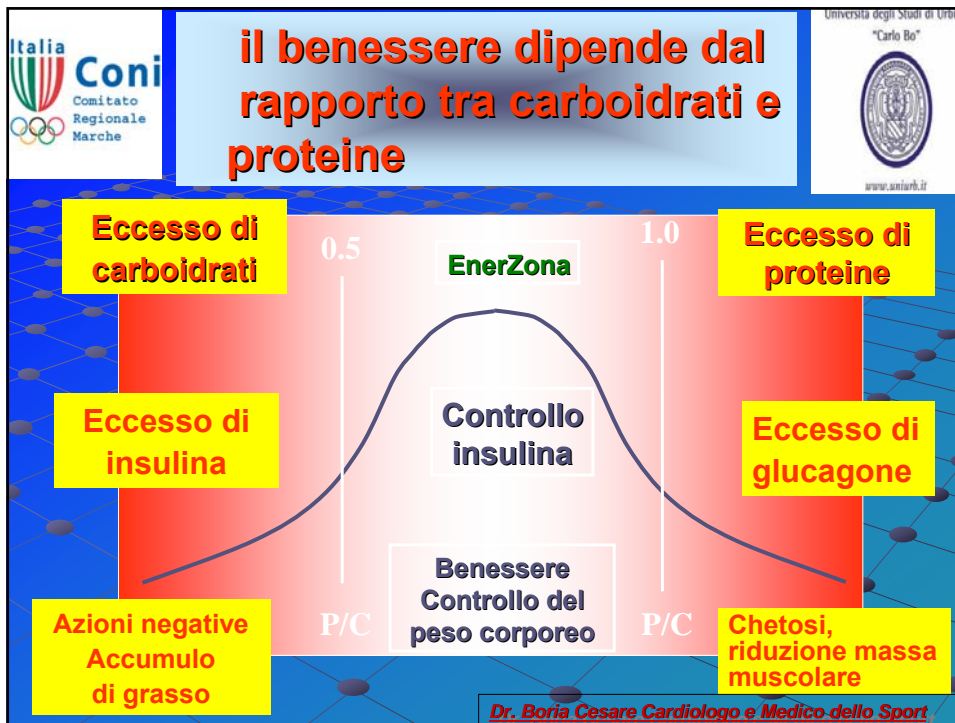 Italia
Coni
Comitato
Regionale
Marche
il benessere dipende dal
rapporto tra carboidrati e
proteine
Università degli Studi di Urbi
"Carlo Bo"
www.uniurb.it
Eccesso di
carboidrati
0.5
EnerZona
1.0
Eccesso di
proteine
Eccesso di
insulina
Controllo
insulina
Eccesso di
glucagone
Azioni negative
Accumulo
di grasso
P/C
Benessere
Controllo del
peso corporeo
P/C
Chetosi,
riduzione massa
muscolare
Dr. Boria Cesare Cardiologo e Medico dello Sport